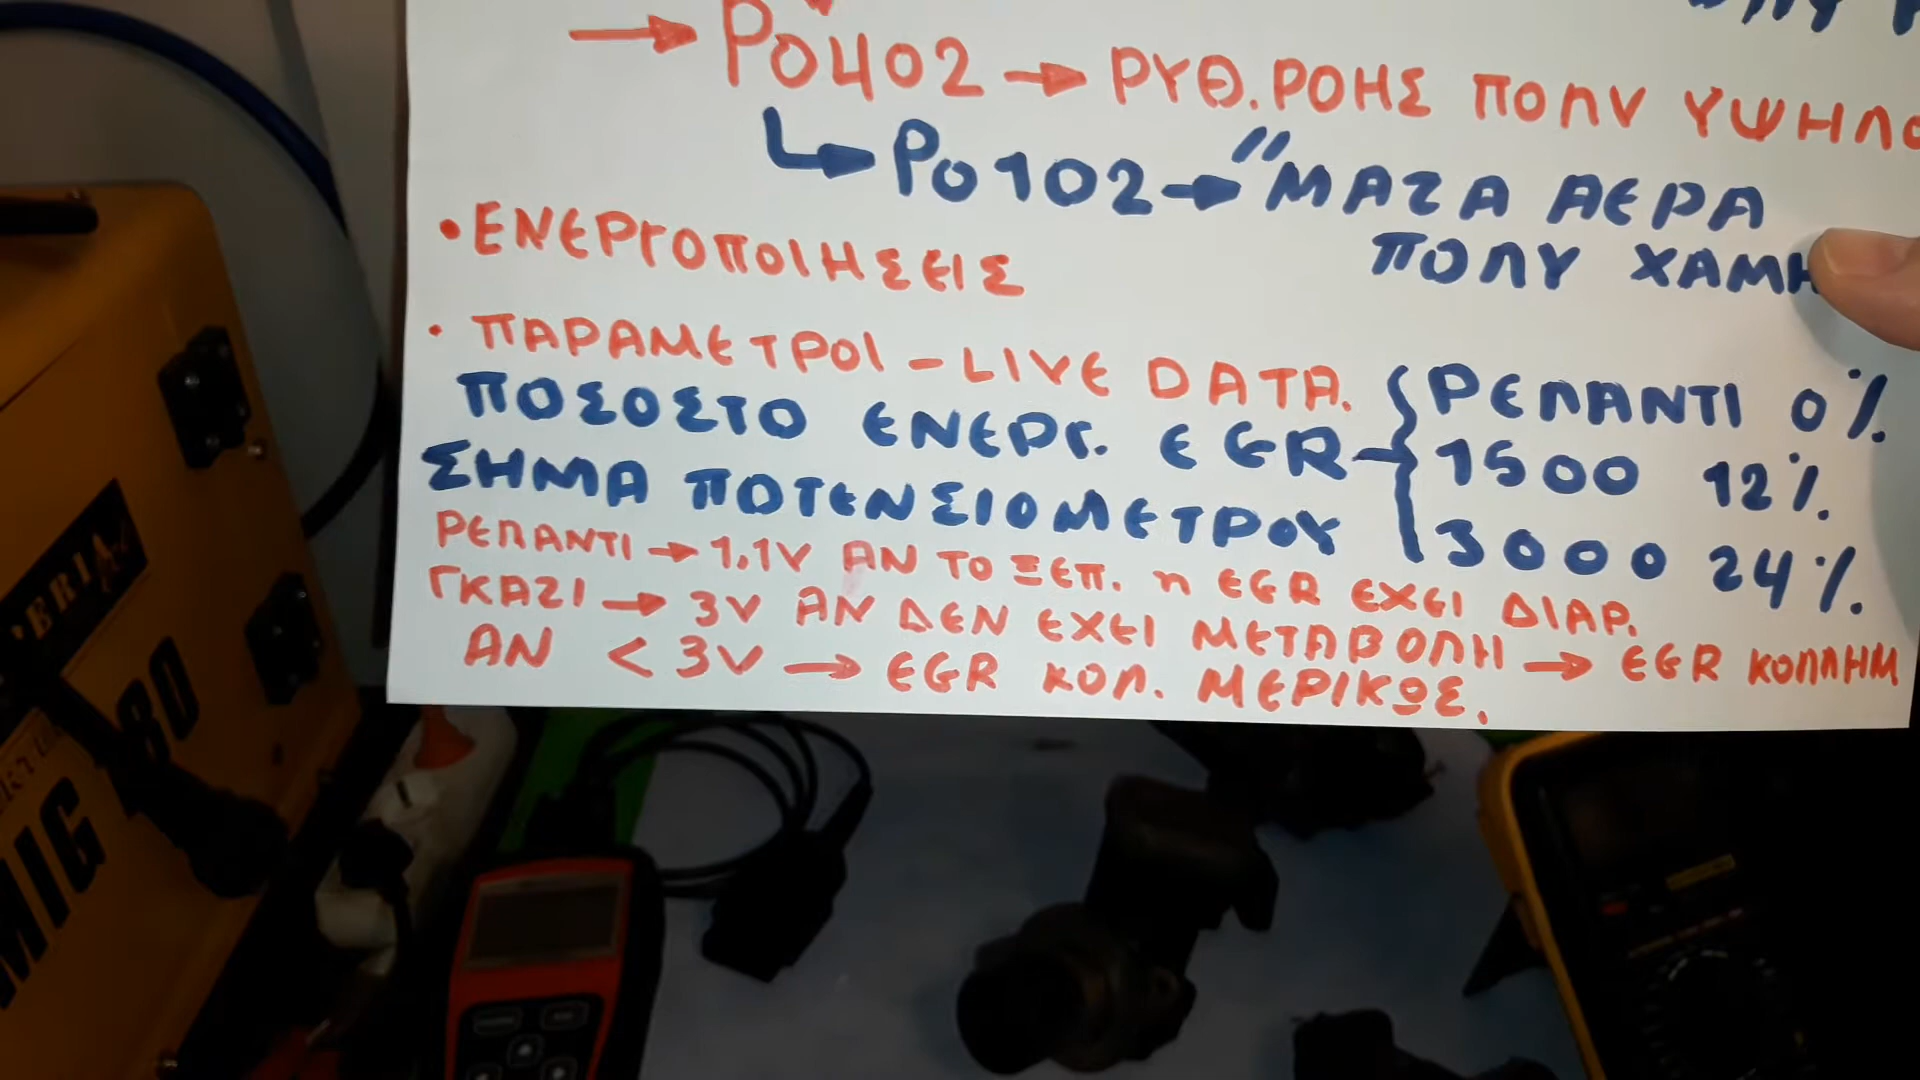 → P0402 → ΡΥΘ. ΡΟΗΣ ΠΟΛΥ ΥΨΗΛΟ
↳ P0102 → "ΜΑΖΑ ΑΕΡΑ
ΠΟΛΥ ΧΑΜΗ
• ΕΝΕΡΓΟΠΟΙΗΣΕΙΣ
• ΠΑΡΑΜΕΤΡΟΙ - LIVE DATA.
ΠΟΣΟΣΤΟ ΕΝΕΡΓ. EGR { ΡΕΛΑΝΤΙ 0%.
1500 12%.
3000 24%.
ΣΗΜΑ ΠΟΤΕΝΣΙΟΜΕΤΡΟΥ
ΡΕΛΑΝΤΙ → 1.1V ΑΝ ΤΟ ΞΕΠ. η EGR ΕΧΕΙ ΔΙΑΡ.
ΓΚΑΖΙ → 3V ΑΝ ΔΕΝ ΕΧΕΙ ΜΕΤΑΒΟΛΗ → EGR ΚΟΛΛΗΜ
ΑΝ < 3V → EGR ΚΟΛ. ΜΕΡΙΚΩΣ.
MIG 180